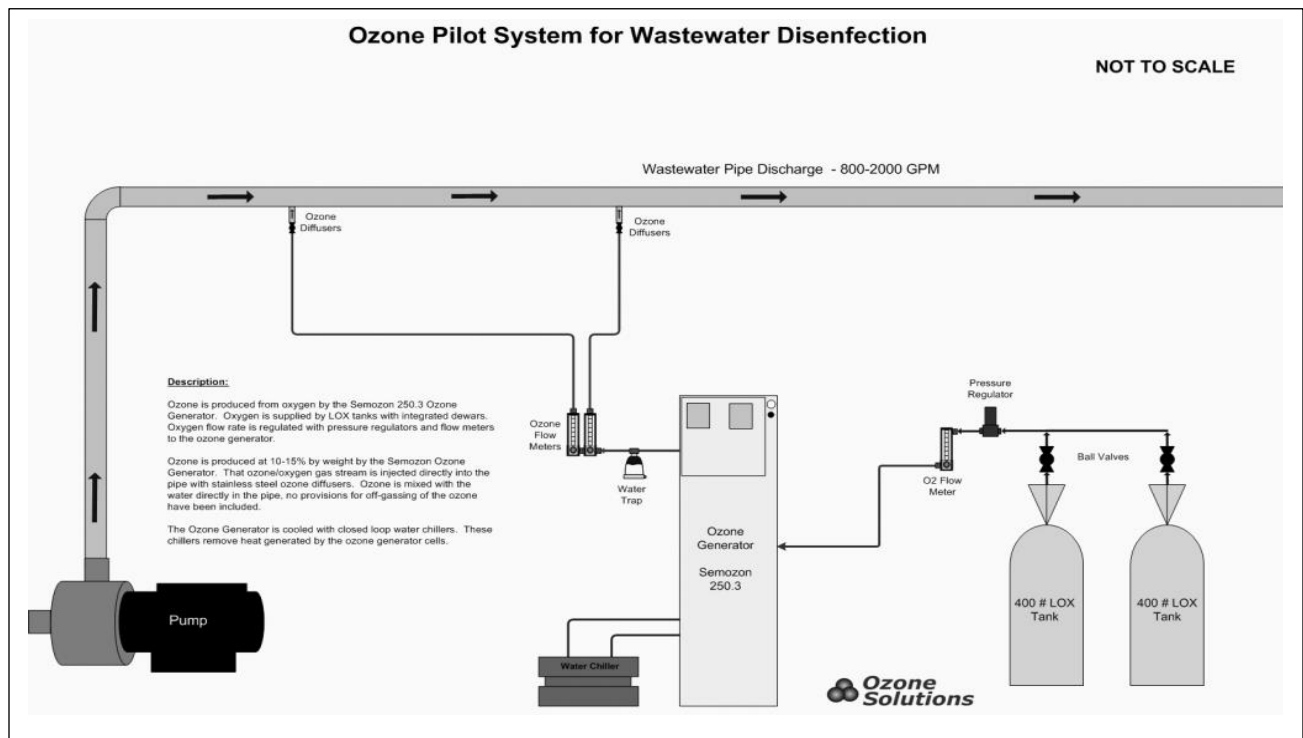 Ozone Pilot System for Wastewater Disenfection
NOT TO SCALE
Wastewater Pipe Discharge - 800-2000 GPM
Ozone
Diffusers
Ozone
Diffusers
Description:
Ozone is produced from oxygen by the Semozon 250.3 Ozone
Generator. Oxygen is supplied by LOX tanks with integrated dewars.
Oxygen flow rate is regulated with pressure regulators and flow meters
to the ozone generator.
Ozone is produced at 10-15% by weight by the Semozon Ozone
Generator. That ozone/oxygen gas stream is injected directly into the
pipe with stainless steel ozone diffusers. Ozone is mixed with the
water directly in the pipe, no provisions for off-gassing of the ozone
have been included.
The Ozone Generator is cooled with closed loop water chillers. These
chillers remove heat generated by the ozone generator cells.
Ozone
Flow
Meters
Water
Trap
Pressure
Regulator
Ball Valves
O2 Flow
Meter
Ozone
Generator
Semozon
250.3
400 # LOX
Tank
400 # LOX
Tank
Pump
Water Chiller
Ozone
Solutions